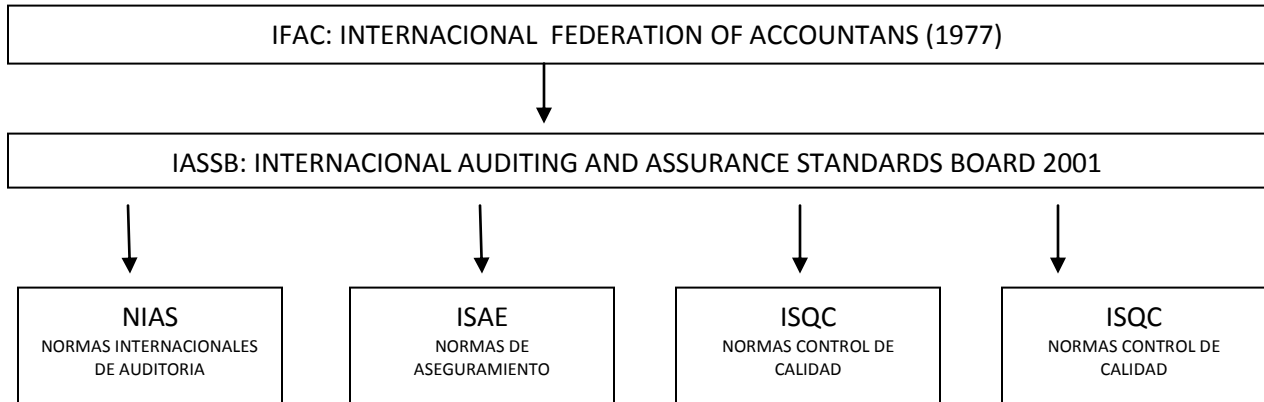 IFAC: INTERNACIONAL FEDERATION OF ACCOUNTANS (1977)
IASSB: INTERNACIONAL AUDITING AND ASSURANCE STANDARDS BOARD 2001
NIAS
NORMAS INTERNACIONALES
DE AUDITORIA
ISAE
NORMAS DE
ASEGURAMIENTO
ISQC
NORMAS CONTROL DE
CALIDAD
ISQC
NORMAS CONTROL DE
CALIDAD